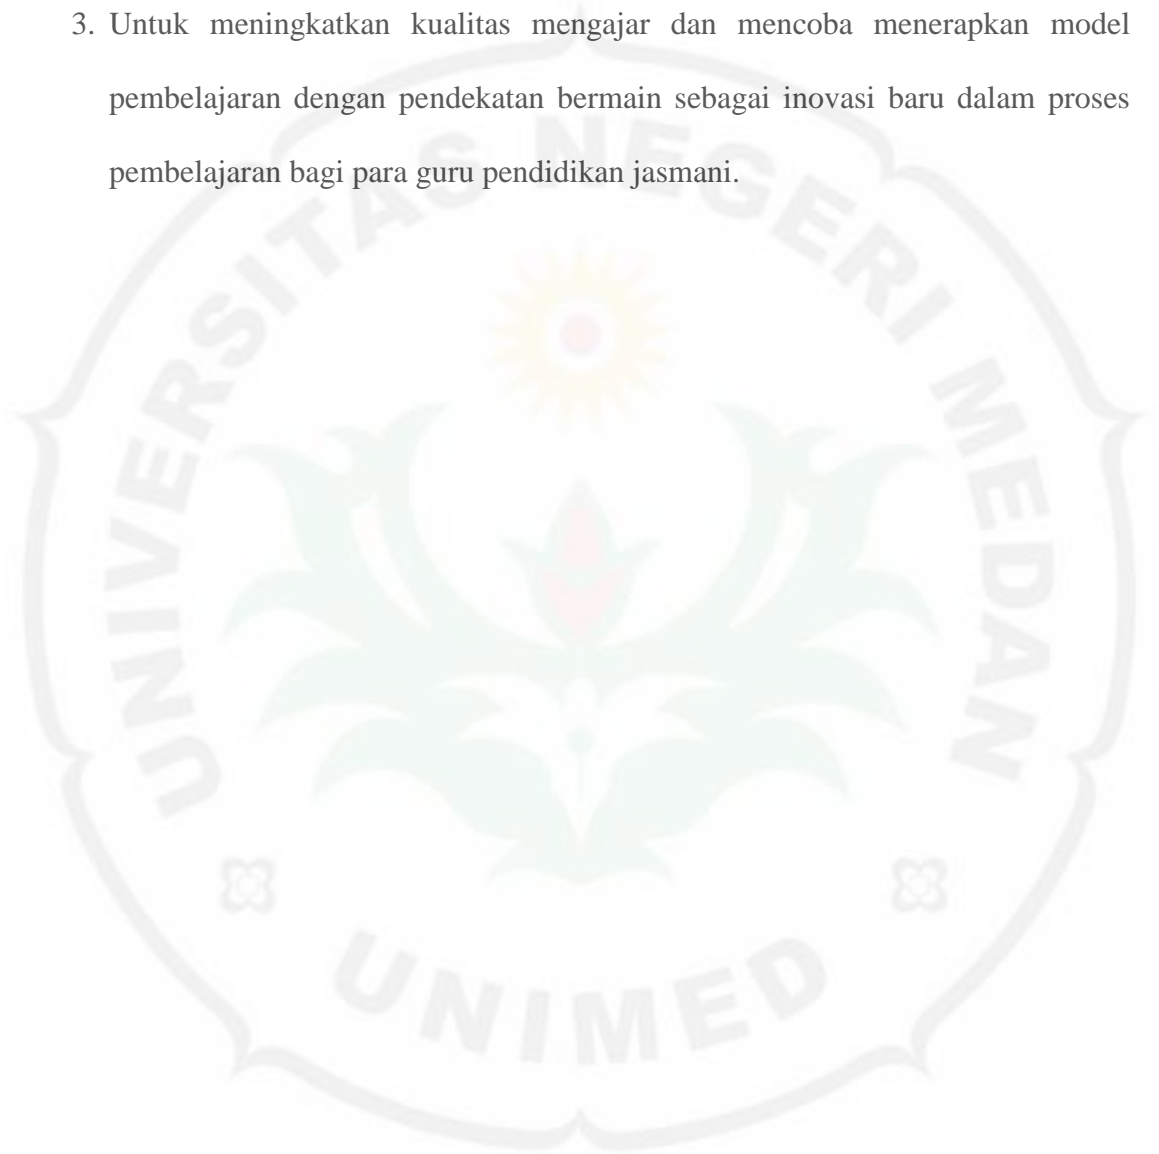 3. Untuk meningkatkan kualitas mengajar dan mencoba menerapkan model
pembelajaran dengan pendekatan bermain sebagai inovasi baru dalam proses
pembelajaran bagi para guru pendidikan jasmani.
UNIVERSITAS NEGERI MEDAN
UNIMED